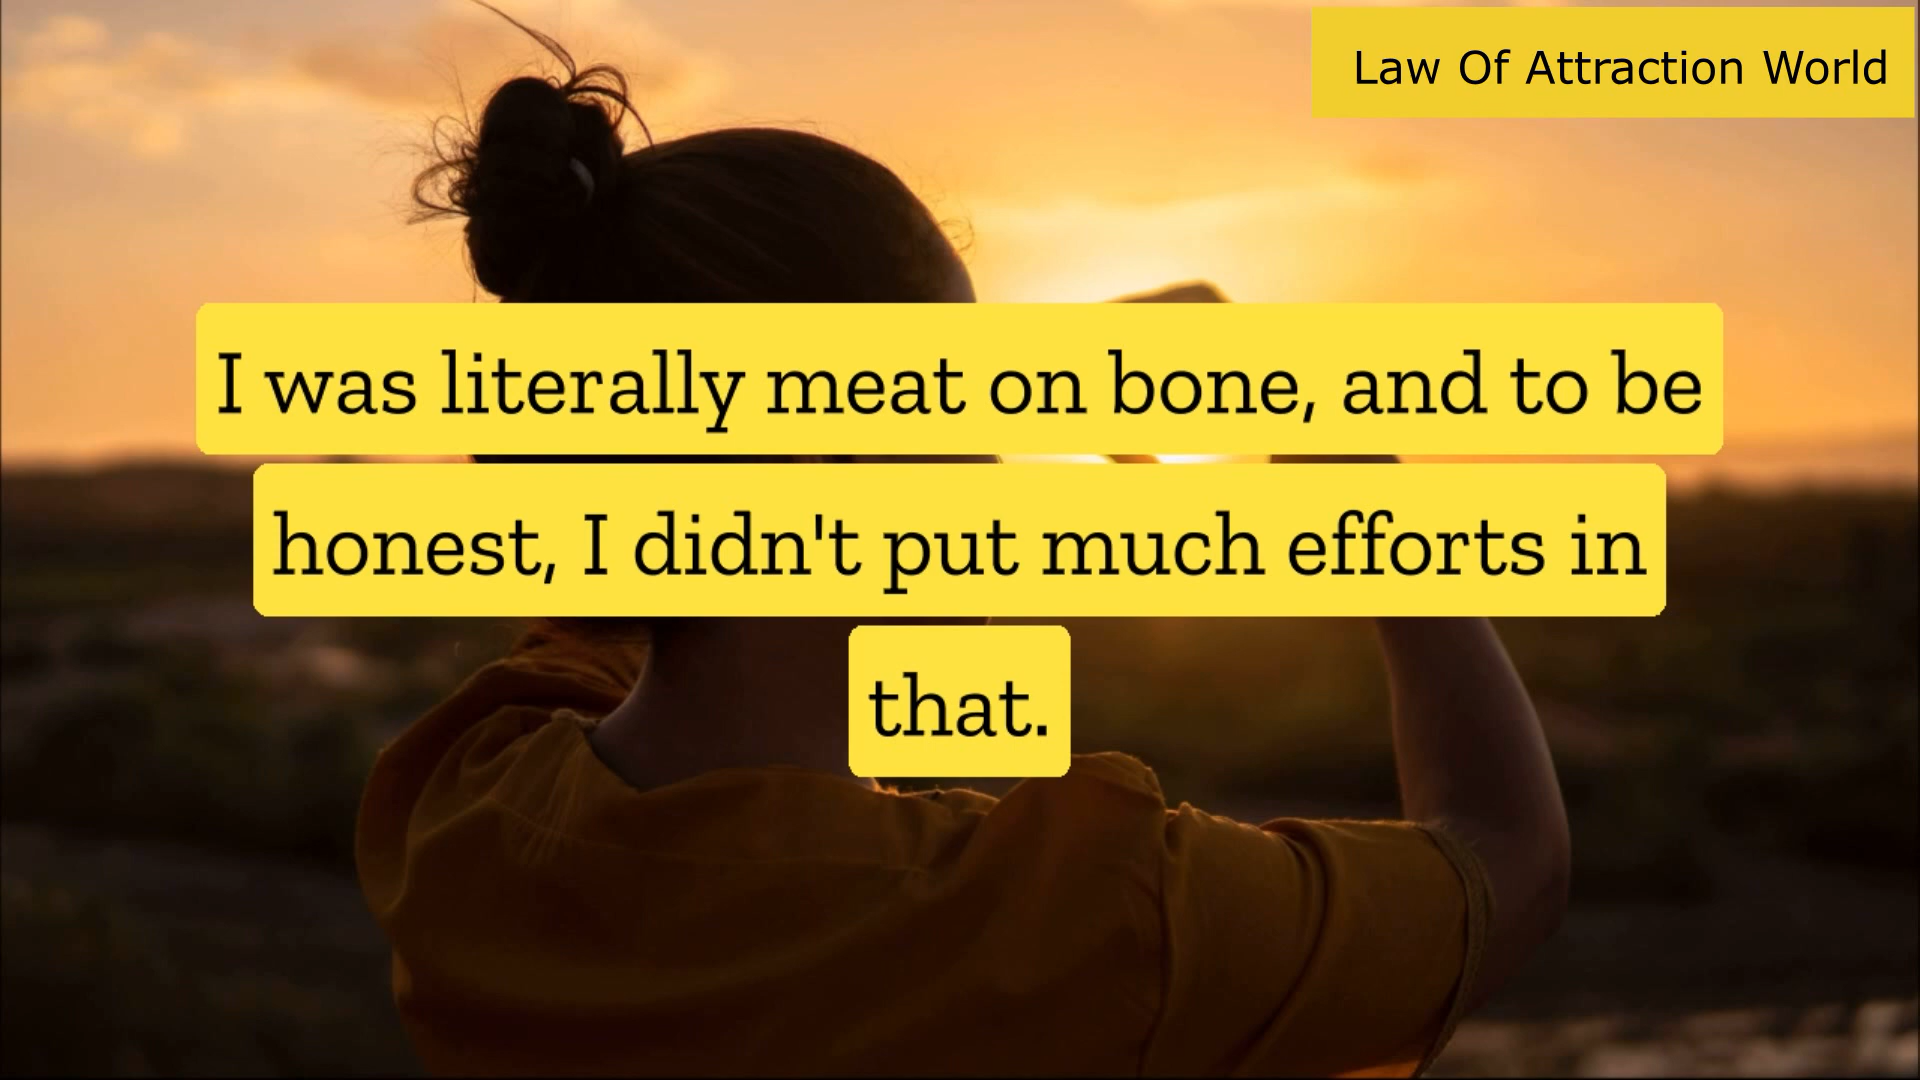 Law Of Attraction World
I was literally meat on bone, and to be
honest, I didn't put much efforts in
that.